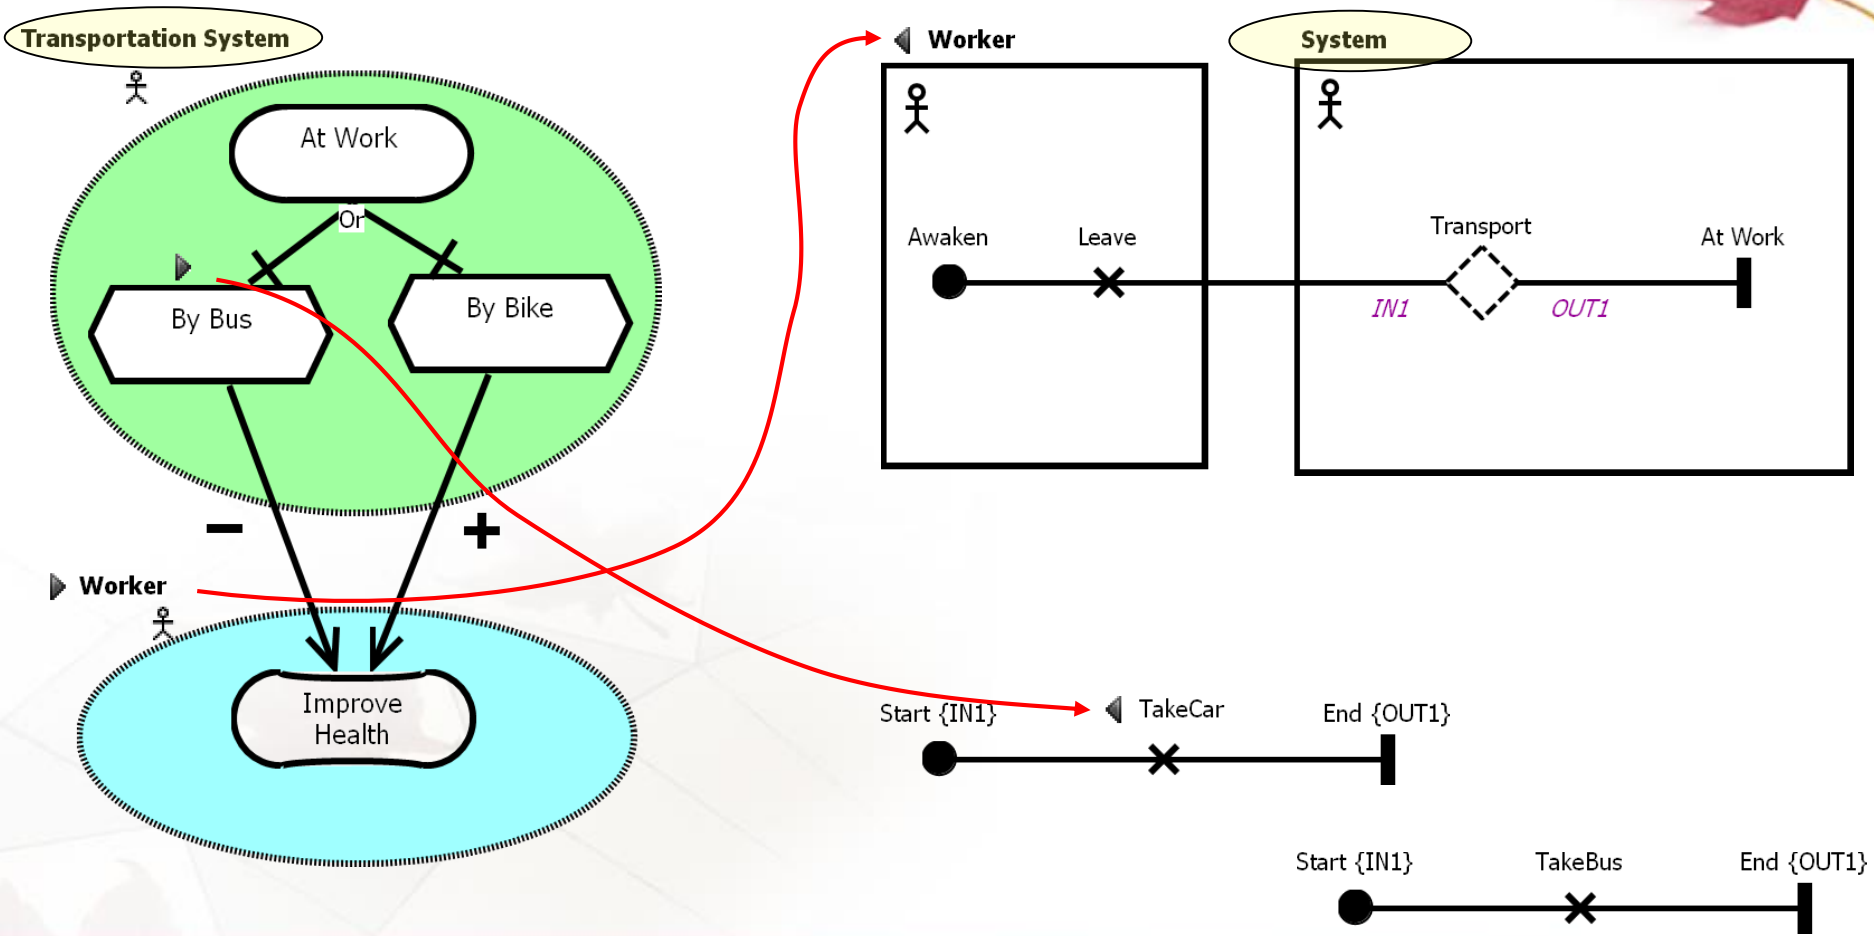 Transportation System
At Work
Or
By Bus
By Bike
−
+
Worker
Improve
Health
Worker
System
Awaken
Leave
Transport
At Work
IN1
OUT1
Start {IN1}
TakeCar
End {OUT1}
Start {IN1}
TakeBus
End {OUT1}